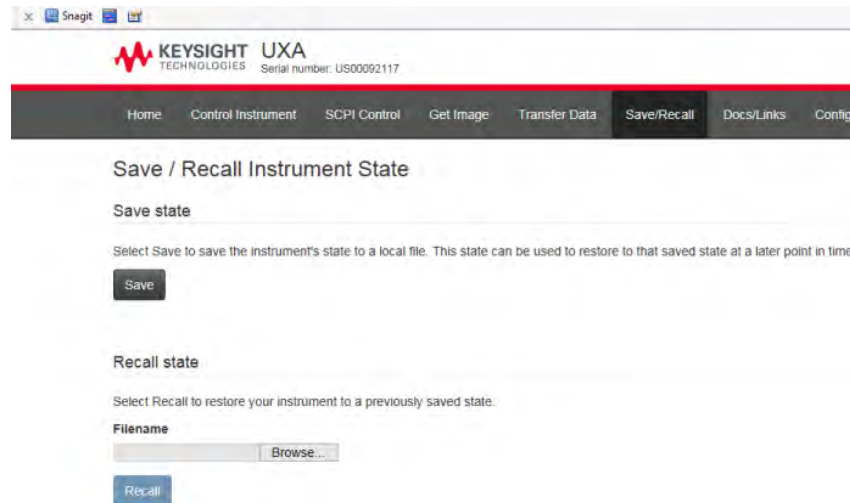 x Snagit
KEYSIGHT UXA
TECHNOLOGIES Serial number: US00092117
Home Control Instrument SCPI Control Get Image Transfer Data Save/Recall Docs/Links Config
Save / Recall Instrument State
Save state
Select Save to save the instrument's state to a local file. This state can be used to restore to that saved state at a later point in time
Save
Recall state
Select Recall to restore your instrument to a previously saved state.
Filename
Browse...
Recall